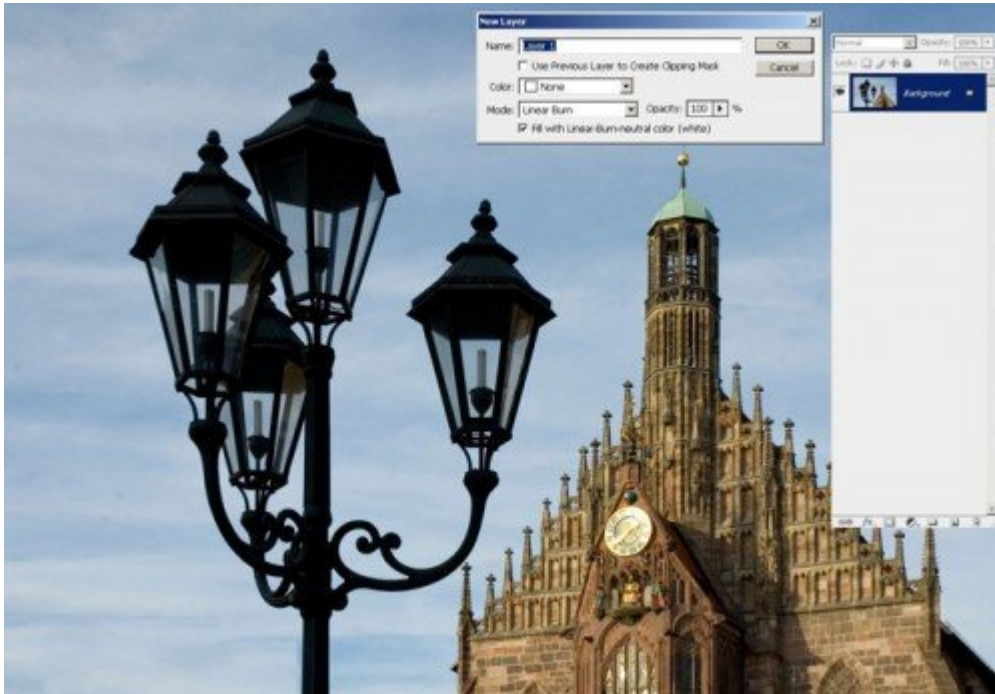 New Layer
Name: Layer 1
OK
Use Previous Layer to Create Clipping Mask
Cancel
Color: None
Mode: Linear Burn Opacity: 100 %
Fill with Linear-Burn-neutral color (white)
Normal Opacity: 100%
Lock: Fill: 100%
Background